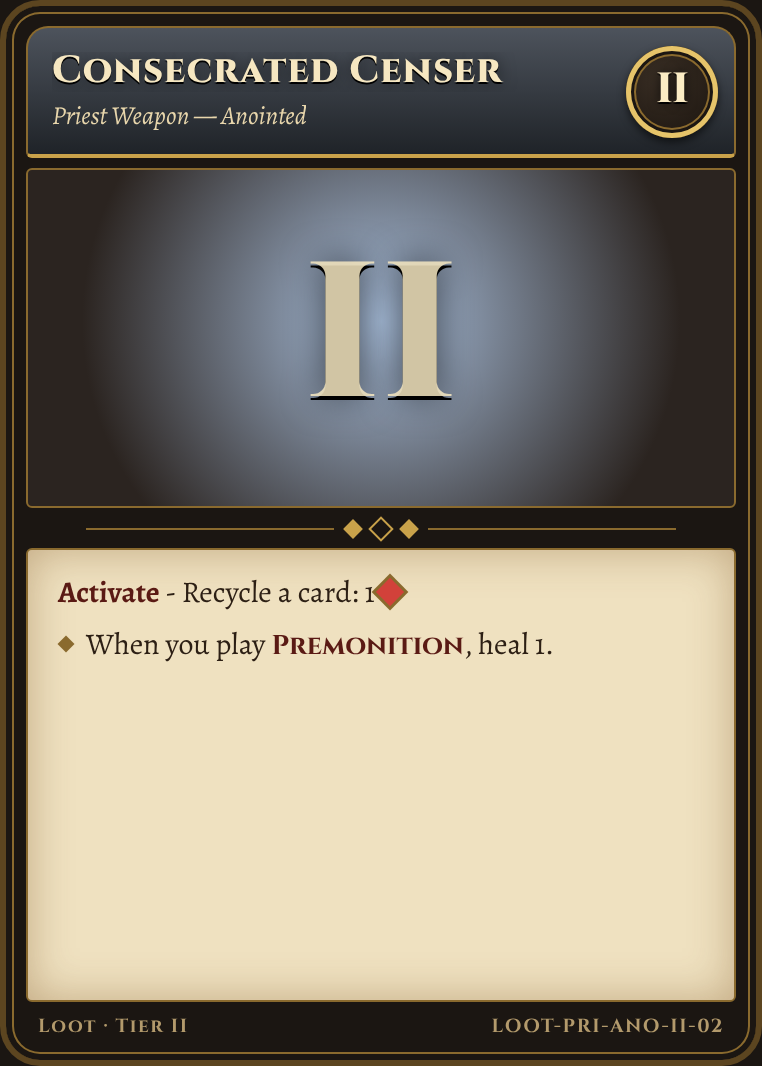 Consecrated Censer
Priest Weapon — Anointed
II
II
Activate - Recycle a card: 1
When you play Premonition, heal 1.
Loot · Tier II
LOOT-PRI-ANO-II-02